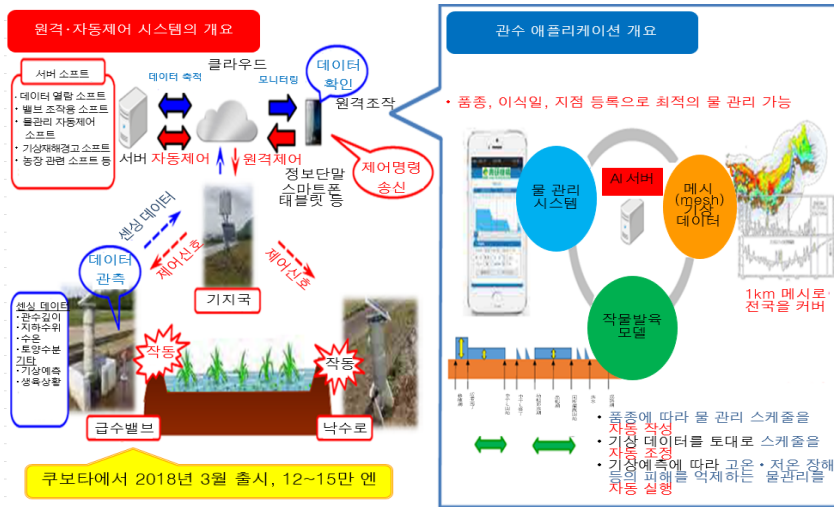 원격·자동제어 시스템의 개요
서버 소프트
· 데이터 열람 소프트
· 밸브 조작용 소프트
· 물관리 자동제어
소프트
· 기상재해경고 소프트
· 농장 관련 소프트 등
클라우드
데이터 축적
모니터링
데이터
확인
원격조작
서버
자동제어
원격제어
정보단말
스마트폰
태블릿 등
제어명령
송신
센싱 데이터
제어신호
제어신호
데이터
관측
기지국
센싱 데이터
·관수깊이
·지하수위
·수온
·토양수분
기타
·기상예측
·생육상황
작동
작동
급수밸브
낙수로
쿠보타에서 2018년 3월 출시, 12~15만 엔
관수 애플리케이션 개요
• 품종, 이식일, 지점 등록으로 최적의 물 관리 가능
물 관리
시스템
AI 서버
메시
(mesh)
기상
데이터
작물발육
모델
1km 메시로
전국을 커버
• 품종에 따라 물 관리 스케줄을
자동 작성
• 기상 데이터를 토대로 스케줄을
자동 조정
• 기상예측에 따라 고온・저온 장해
등의 피해를 억제하는 물관리를
자동 실행